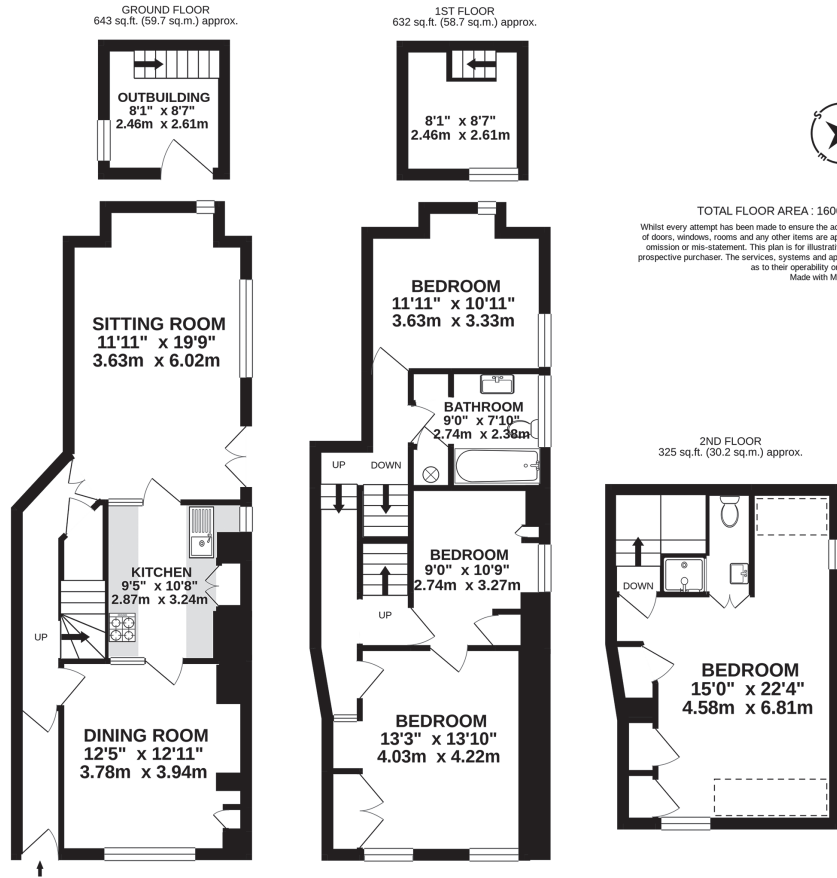 GROUND FLOOR
643 sq.ft. (59.7 sq.m.) approx.
OUTBUILDING
8'1" x 8'7"
2.46m x 2.61m
SITTING ROOM
11'11" x 19'9"
3.63m x 6.02m
KITCHEN
9'5" x 10'8"
2.87m x 3.24m
UP
DINING ROOM
12'5" x 12'11"
3.78m x 3.94m
1ST FLOOR
632 sq.ft. (58.7 sq.m.) approx.
8'1" x 8'7"
2.46m x 2.61m
BEDROOM
11'11" x 10'11"
3.63m x 3.33m
BATHROOM
9'0" x 7'10"
2.74m x 2.38m
UP DOWN
BEDROOM
9'0" x 10'9"
2.74m x 3.27m
UP
BEDROOM
13'3" x 13'10"
4.03m x 4.22m
S
E
TOTAL FLOOR AREA : 160
Whilst every attempt has been made to ensure the
of doors, windows, rooms and any other items are
omission or mis-statement. This plan is for
prospective purchaser. The services, systems and
as to their operability
Made with
2ND FLOOR
325 sq.ft. (30.2 sq.m.) approx.
DOWN
BEDROOM
15'0" x 22'4"
4.58m x 6.81m